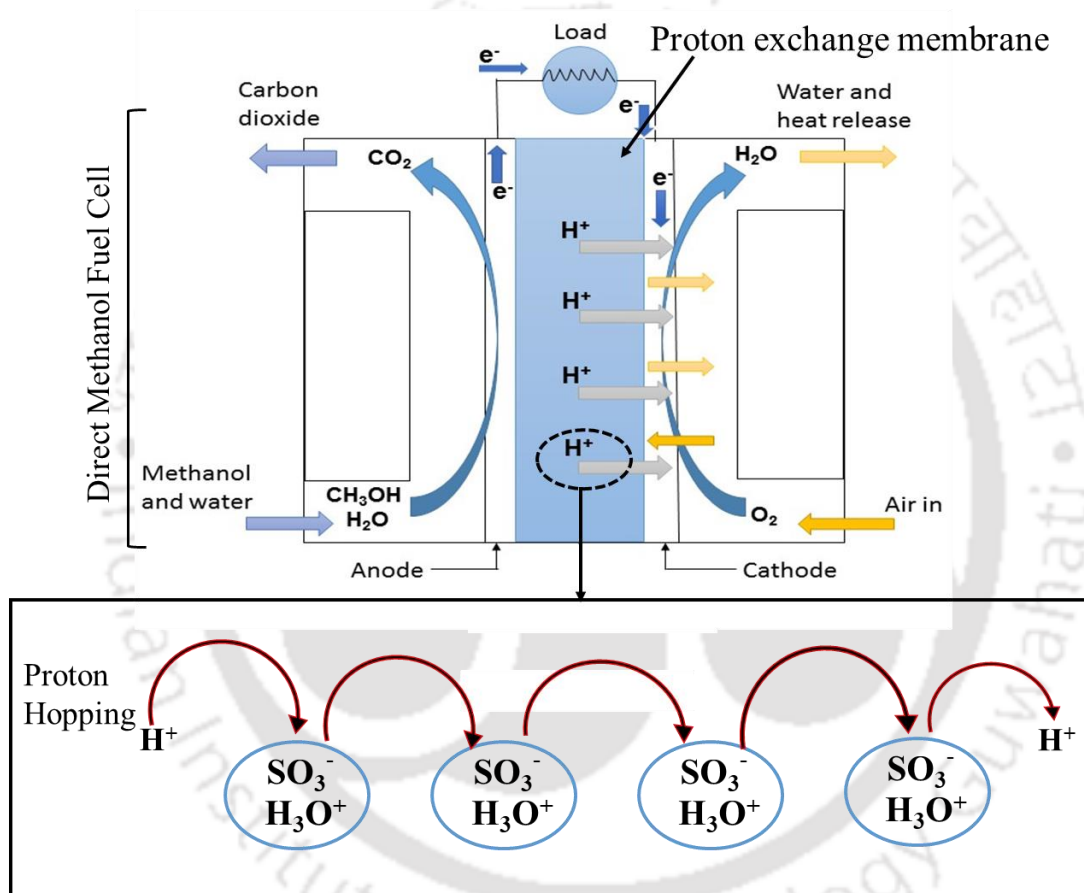 Load
Proton exchange membrane
e-
e-
Carbon
dioxide
Water and
heat release
CO₂
H₂O
e-
e-
H⁺
H⁺
H⁺
H⁺
Direct Methanol Fuel Cell
Methanol
and water
CH₃OH
H₂O
O₂
Air in
Anode
Cathode
Proton
Hopping
H⁺
H⁺
SO₃⁻
H₃O⁺
SO₃⁻
H₃O⁺
SO₃⁻
H₃O⁺
SO₃⁻
H₃O⁺